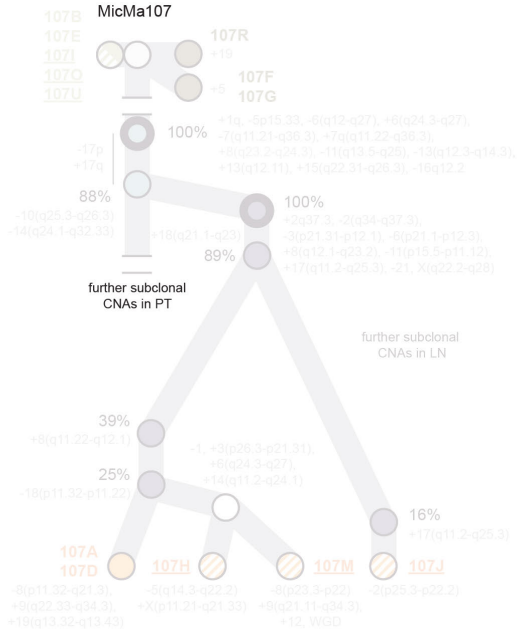 MicMa107
107B
107E
107I
107O
107U
107R
+19
107F
+5
107G
100%
+1q, -5p15.33, -6(q12-q27), +6(q24.3-q27),
-7(q11.21-q36.3), +7q(q11.22-q36.3),
+8(q23.2-q24.3), -11(q13.5-q25), -13(q12.3-q14.3),
+13(q12.11), +15(q22.31-q26.3), -16q12.2
-17p
+17q
88%
-10(q25.3-q26.3)
-14(q24.1-q32.33)
+18(q21.1-q23)
100%
+2q37.3, -2(q34-q37.3),
-3(p21.31-p12.1), -6(p21.1-p12.3),
+8(q12.1-q23.2), -11(p15.5-p11.12),
+17(q11.2-q25.3), -21, X(q22.2-q28)
89%
further subclonal
CNAs in PT
further subclonal
CNAs in LN
39%
+8(q11.22-q12.1)
-1, +3(p26.3-p21.31),
+6(q24.3-q27),
+14(q11.2-q24.1)
25%
-18(p11.32-p11.22)
16%
+17(q11.2-q25.3)
107A
107D
107H
107M
107J
-8(p11.32-q21.3),
+9(q22.33-q34.3),
+19(q13.32-q13.43)
-5(q14.3-q22.2)
+X(p11.21-q21.33)
-8(p23.3-p22)
+9(q21.11-q34.3),
+12, WGD
-2(p25.3-p22.2)